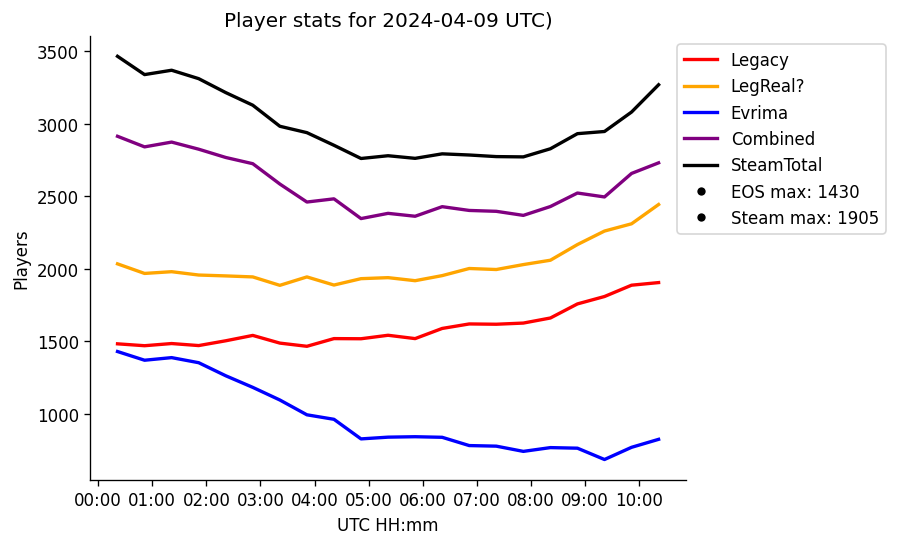 Player stats for 2024-04-09 UTC)
3500
3000
2500
2000
1500
1000
Players
00:00 01:00 02:00 03:00 04:00 05:00 06:00 07:00 08:00 09:00 10:00
UTC HH:mm
Legacy
LegReal?
Evrima
Combined
SteamTotal
EOS max: 1430
Steam max: 1905